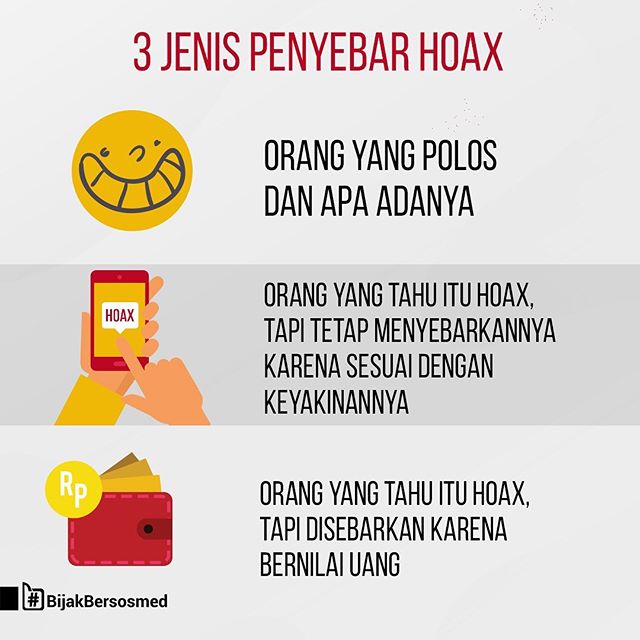 3 JENIS PENYEBAR HOAX
ORANG YANG POLOS
DAN APA ADANYA
HOAX
ORANG YANG TAHU ITU HOAX,
TAPI TETAP MENYEBARKANNYA
KARENA SESUAI DENGAN
KEYAKINANNYA
Rp
ORANG YANG TAHU ITU HOAX,
TAPI DISEBARKAN KARENA
BERNILAI UANG
#BijakBersosmed